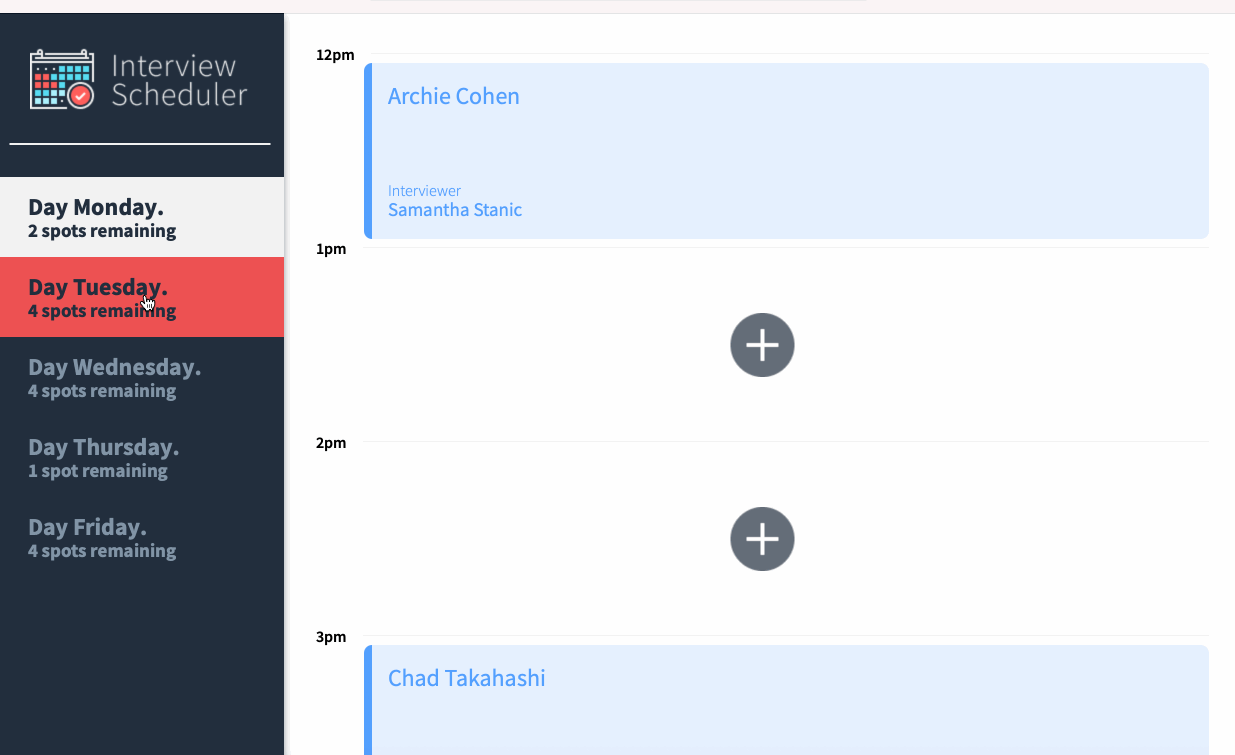 Interview
Scheduler
Day Monday.
2 spots remaining
Day Tuesday.
4 spots remaining
Day Wednesday.
4 spots remaining
Day Thursday.
1 spot remaining
Day Friday.
4 spots remaining
12pm
Archie Cohen
Interviewer
Samantha Stanic
1pm
2pm
3pm
Chad Takahashi